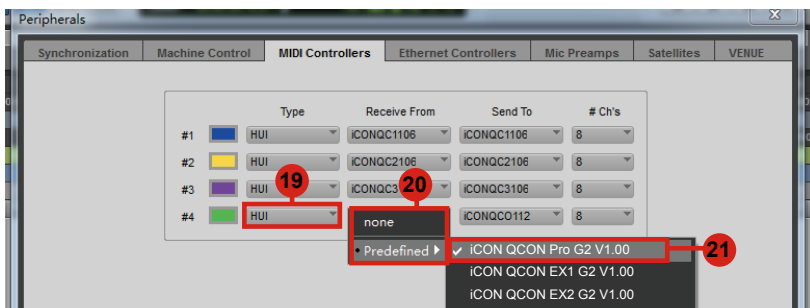 Peripherals
Synchronization Machine Control MIDI Controllers Ethernet Controllers Mic Preamps Satellites VENUE
Type Receive From Send To # Ch's
#1 HUI iCONQC1106 iCONQC1106 8
#2 HUI iCONQC2106 iCONQC2106 8
#3 HUI iCONQC3 iCONQC3106 8
19 20
#4 HUI iCONQCO112 8
none
Predefined iCON QCON Pro G2 V1.00 21
iCON QCON EX1 G2 V1.00
iCON QCON EX2 G2 V1.00